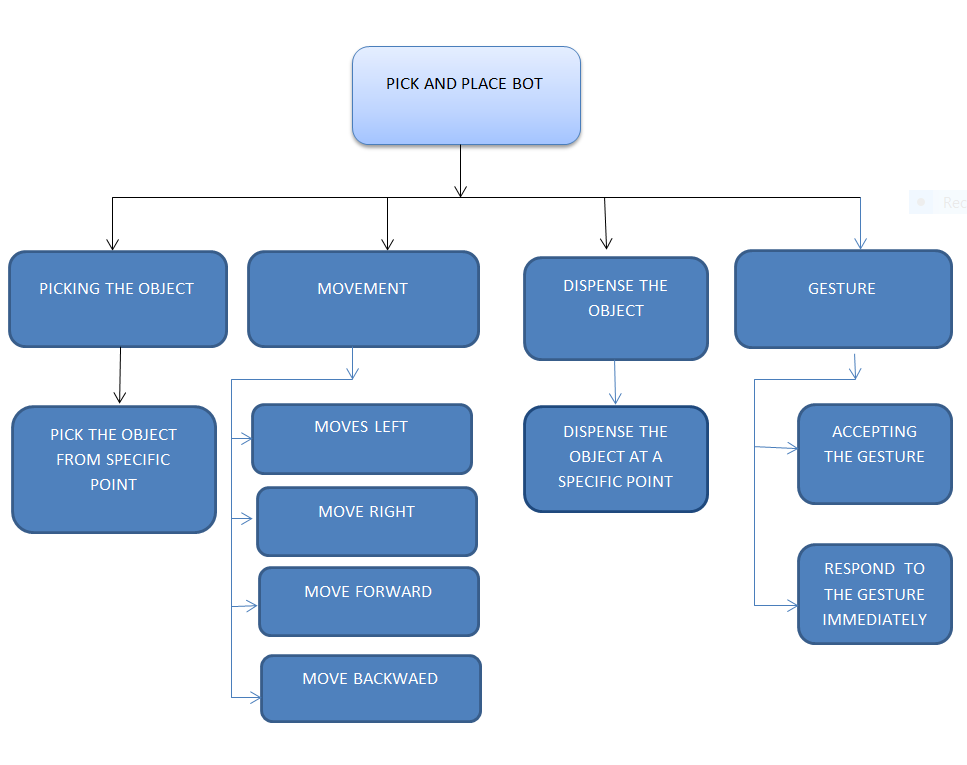 PICK AND PLACE BOT
Rec
PICKING THE OBJECT
MOVEMENT
DISPENSE THE
OBJECT
GESTURE
PICK THE OBJECT
FROM SPECIFIC
POINT
MOVES LEFT
MOVE RIGHT
MOVE FORWARD
MOVE BACKWAED
DISPENSE THE
OBJECT AT A
SPECIFIC POINT
ACCEPTING
THE GESTURE
RESPOND  TO
THE GESTURE
IMMEDIATELY